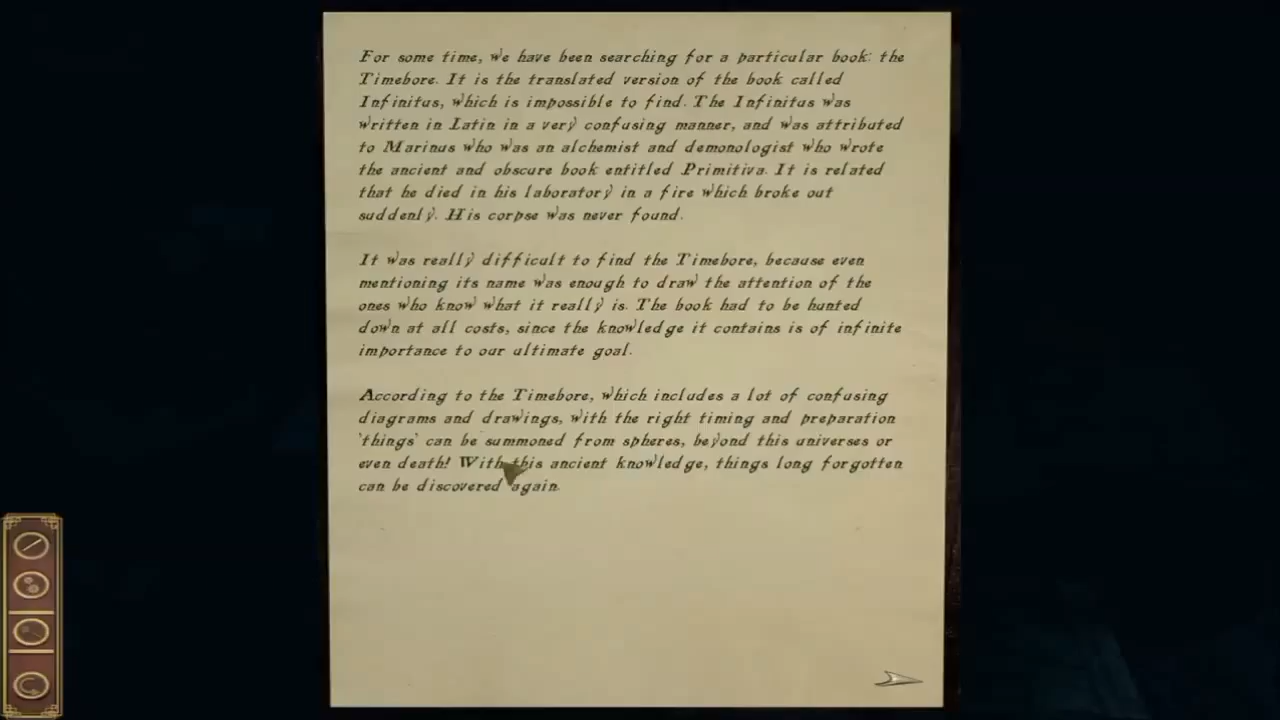 For some time, we have been searching for a particular book: the
Timebore. It is the translated version of the book called
Infinitus, which is impossible to find. The Infinitus was
written in Latin in a very confusing manner, and was attributed
to Marinus who was an alchemist and demonologist who wrote
the ancient and obscure book entitled Primitiva. It is related
that he died in his laboratory in a fire which broke out
suddenly. His corpse was never found.
It was really difficult to find the Timebore, because even
mentioning its name was enough to draw the attention of the
ones who know what it really is. The book had to be hunted
down at all costs, since the knowledge it contains is of infinite
importance to our ultimate goal.
According to the Timebore, which includes a lot of confusing
diagrams and drawings, with the right timing and preparation
'things' can be summoned from spheres, beyond this universes or
even death! With this ancient knowledge, things long forgotten
can be discovered again.